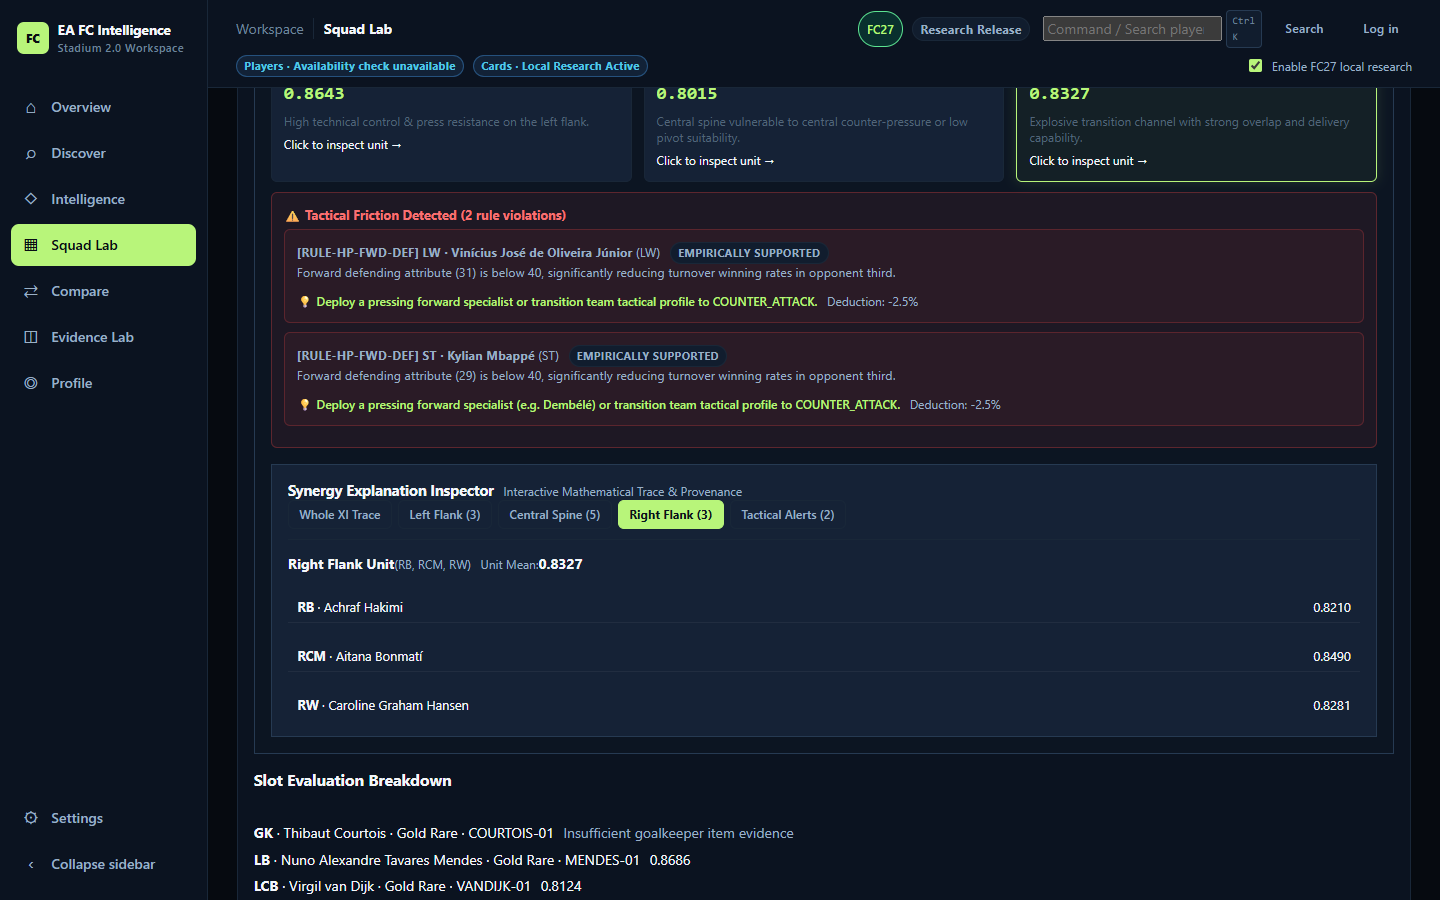 FC
EA FC Intelligence
Stadium 2.0 Workspace
Overview
Discover
Intelligence
Squad Lab
Compare
Evidence Lab
Profile
Settings
Collapse sidebar
Workspace
Squad Lab
FC27
Research Release
Command / Search playe
Ctrl K
Search
Log in
Players · Availability check unavailable
Cards · Local Research Active
Enable FC27 local research
0.8643
High technical control & press resistance on the left flank.
Click to inspect unit →
0.8015
Central spine vulnerable to central counter-pressure or low
pivot suitability.
Click to inspect unit →
0.8327
Explosive transition channel with strong overlap and delivery
capability.
Click to inspect unit →
⚠️ Tactical Friction Detected (2 rule violations)
[RULE-HP-FWD-DEF] LW · Vinícius José de Oliveira Júnior (LW) EMPIRICALLY SUPPORTED
Forward defending attribute (31) is below 40, significantly reducing turnover winning rates in opponent third.
💡 Deploy a pressing forward specialist or transition team tactical profile to COUNTER_ATTACK. Deduction: -2.5%
[RULE-HP-FWD-DEF] ST · Kylian Mbappé (ST) EMPIRICALLY SUPPORTED
Forward defending attribute (29) is below 40, significantly reducing turnover winning rates in opponent third.
💡 Deploy a pressing forward specialist (e.g. Dembélé) or transition team tactical profile to COUNTER_ATTACK. Deduction: -2.5%
Synergy Explanation Inspector Interactive Mathematical Trace & Provenance
Whole XI Trace
Left Flank (3)
Central Spine (5)
Right Flank (3)
Tactical Alerts (2)
Right Flank Unit(RB, RCM, RW) Unit Mean:0.8327
RB · Achraf Hakimi 0.8210
RCM · Aitana Bonmatí 0.8490
RW · Caroline Graham Hansen 0.8281
Slot Evaluation Breakdown
GK · Thibaut Courtois · Gold Rare · COURTOIS-01 Insufficient goalkeeper item evidence
LB · Nuno Alexandre Tavares Mendes · Gold Rare · MENDES-01 0.8686
LCB · Virgil van Dijk · Gold Rare · VANDIJK-01 0.8124